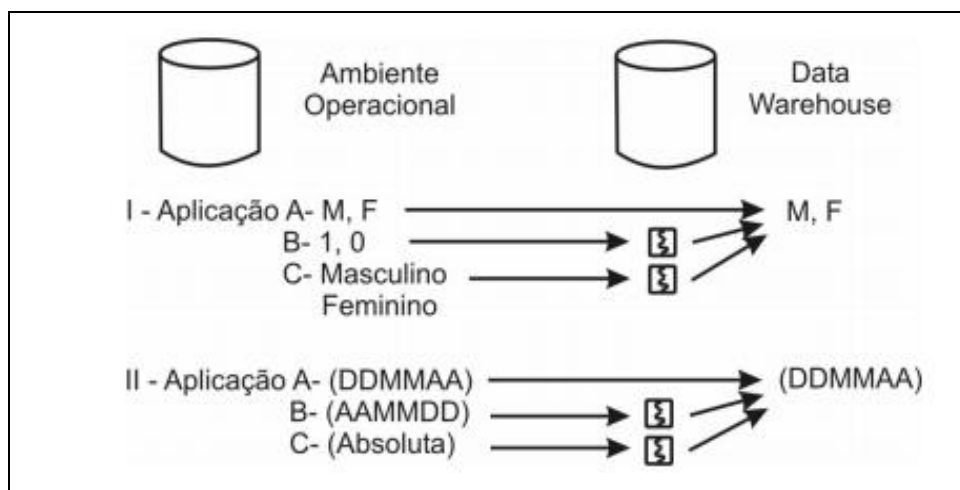 Ambiente Operacional
Data Warehouse
I - Aplicação A- M, F
M, F
B- 1, 0
C- Masculino
Feminino
II - Aplicação A- (DDMMAA)
(DDMMAA)
B- (AAMMDD)
C- (Absoluta)